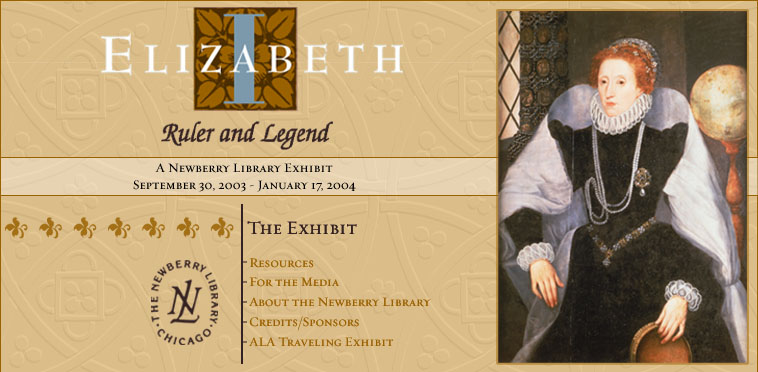 ELIZABETH
I
Ruler and Legend
A Newberry Library Exhibit
September 30, 2003 - January 17, 2004
The Exhibit
Resources
For the Media
About the Newberry Library
Credits/Sponsors
ALA Traveling Exhibit
THE NEWBERRY LIBRARY
NL
· CHICAGO ·